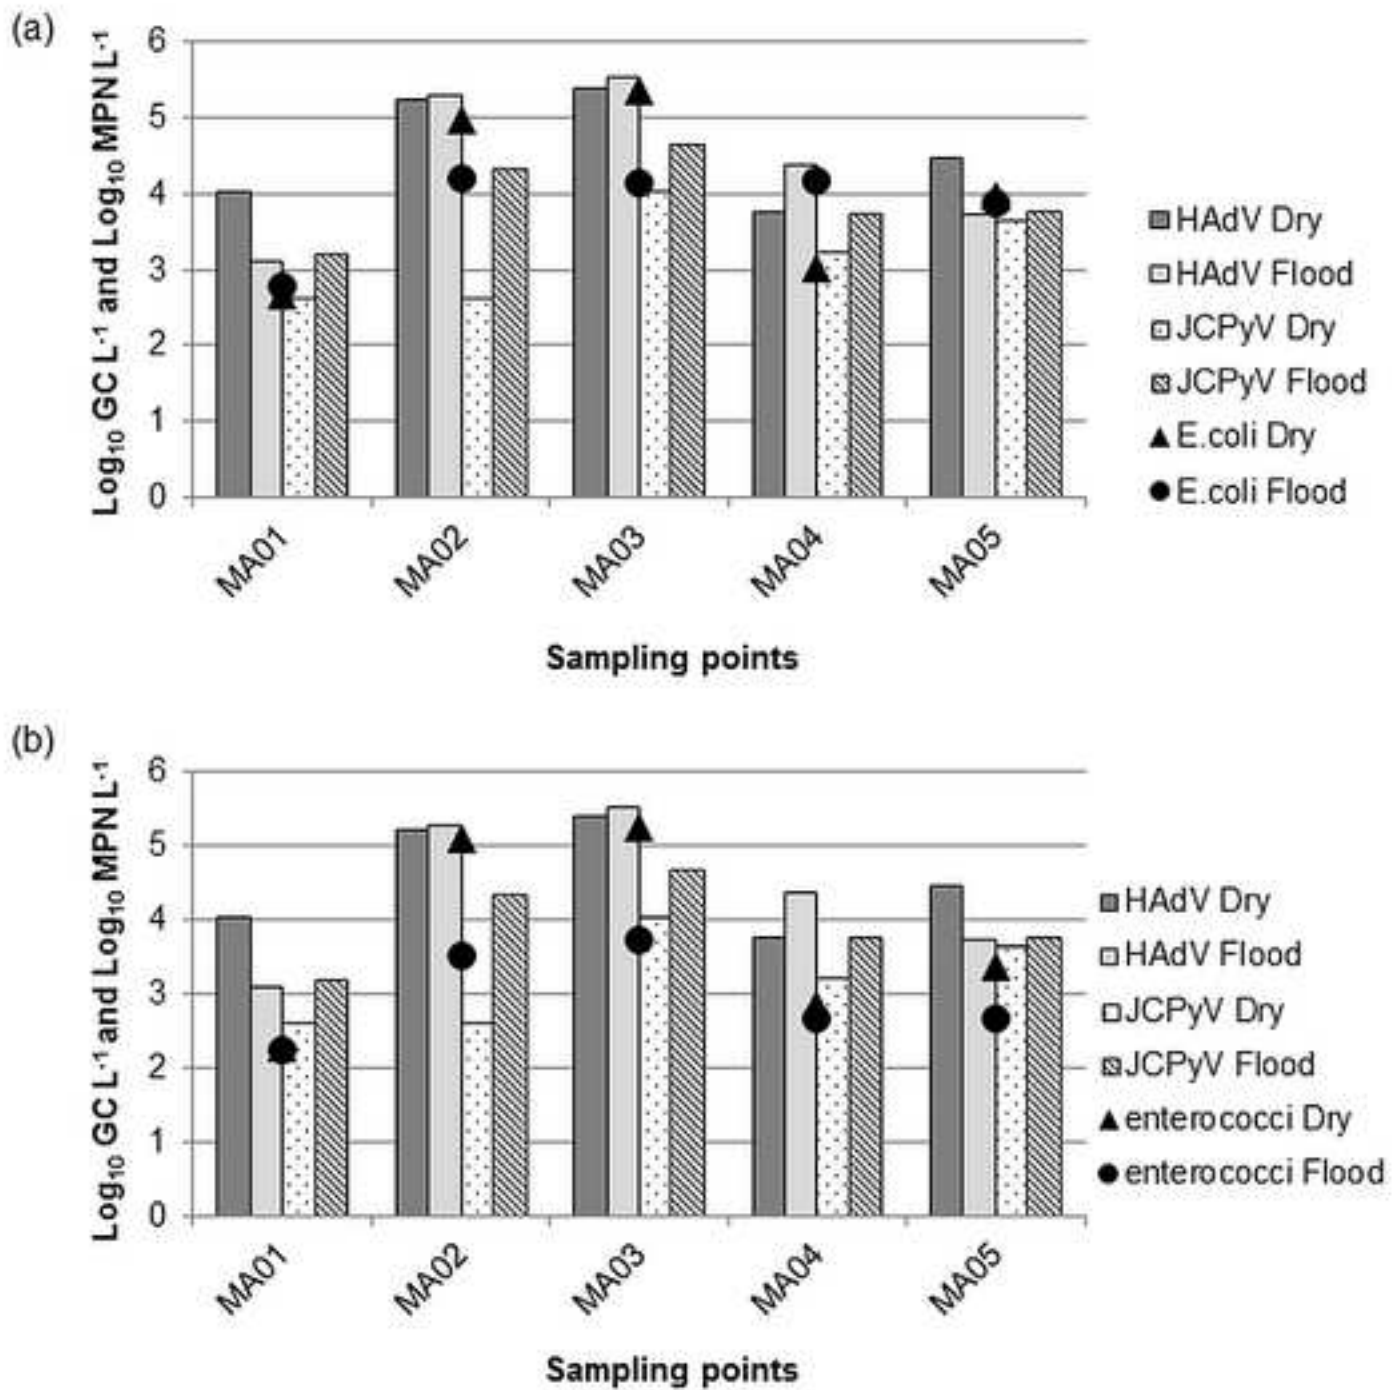 (a)
Log₁₀ GC L⁻¹ and Log₁₀ MPN L⁻¹
6
5
4
3
2
1
0
MA01 MA02 MA03 MA04 MA05
Sampling points
HAdV Dry
HAdV Flood
JCPyV Dry
JCPyV Flood
E.coli Dry
E.coli Flood
(b)
Log₁₀ GC L⁻¹ and Log₁₀ MPN L⁻¹
6
5
4
3
2
1
0
MA01 MA02 MA03 MA04 MA05
Sampling points
HAdV Dry
HAdV Flood
JCPyV Dry
JCPyV Flood
enterococci Dry
enterococci Flood